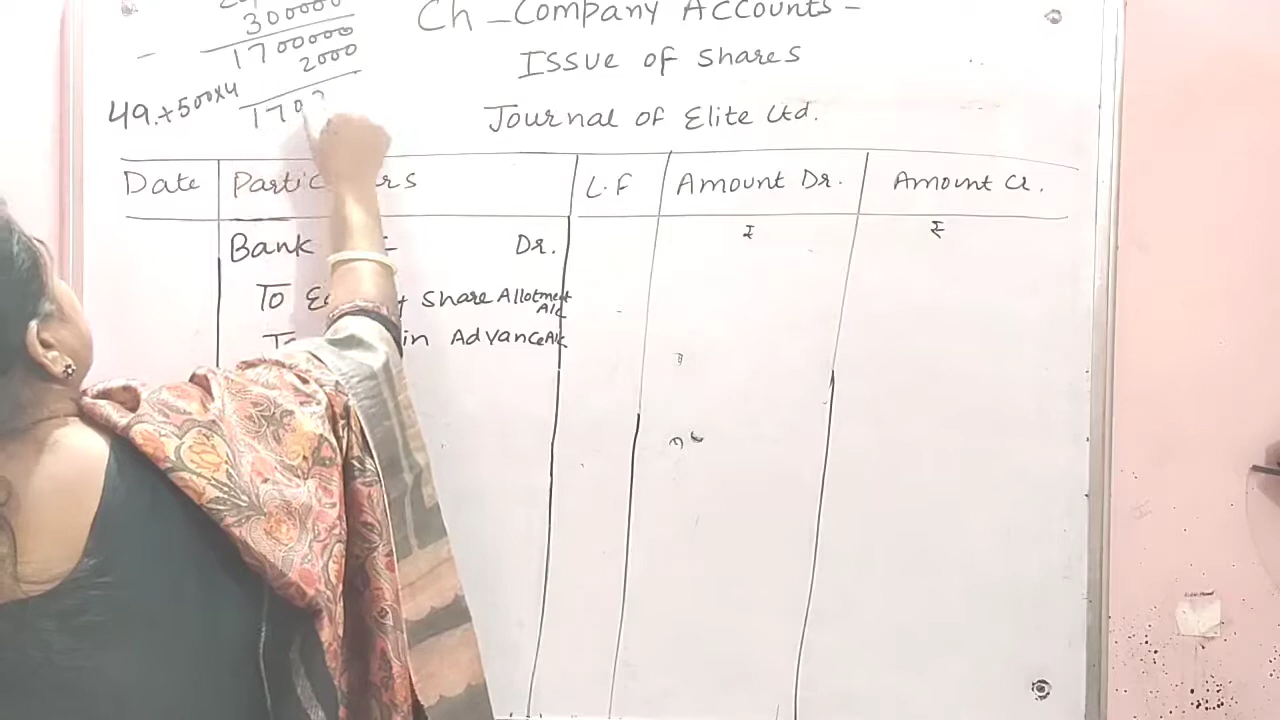 Ch - Company Accounts -
300000
- 1700000
Issue of shares
2000
49.+500x4
Journal of Elite Ltd.
Date
L.F
Amount Dr.
Amount Cr.
₹ ₹
Bank Dr.
To Share Allotment A/c
in Advance A/c